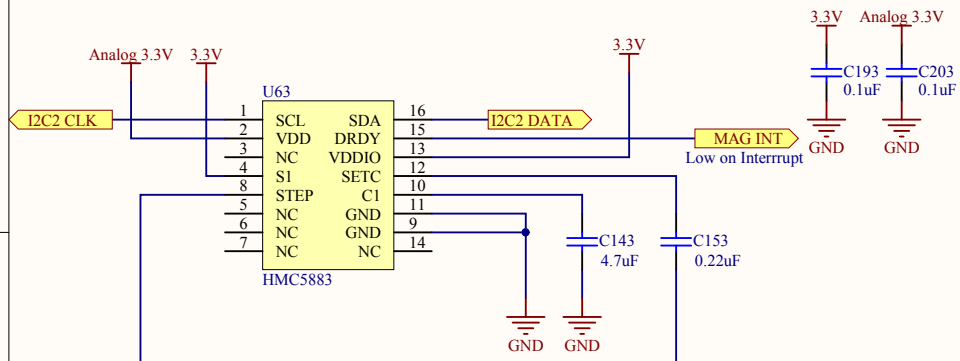 3.3V Analog 3.3V
Analog 3.3V 3.3V 3.3V
C193 C203
0.1uF 0.1uF
GND GND
U63
I2C2 CLK 1 SCL SDA 16 I2C2 DATA
2 VDD DRDY 15 MAG INT
3 NC VDDIO 13 Low on Interrrupt
4 S1 SETC 12
8 STEP C1 10
5 NC GND 11
6 NC GND 9
7 NC NC 14
HMC5883
C143 C153
4.7uF 0.22uF
GND GND